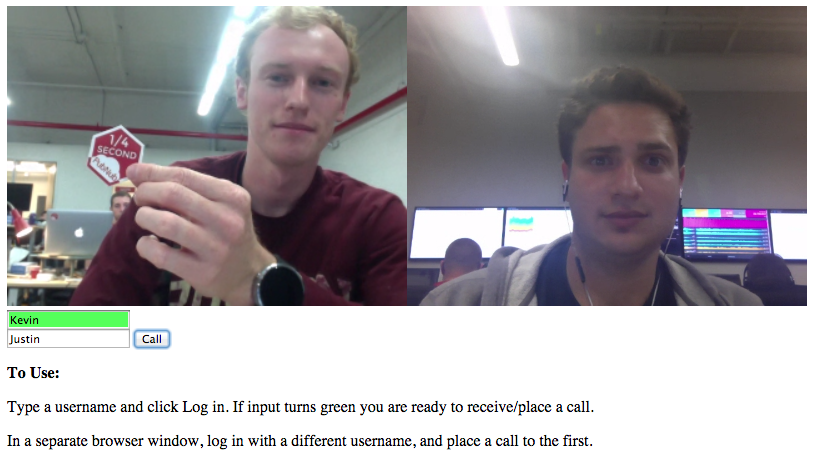 1/4
SECOND
Kevin
Justin
Call
To Use:
Type a username and click Log in. If input turns green you are ready to receive/place a call.
In a separate browser window, log in with a different username, and place a call to the first.